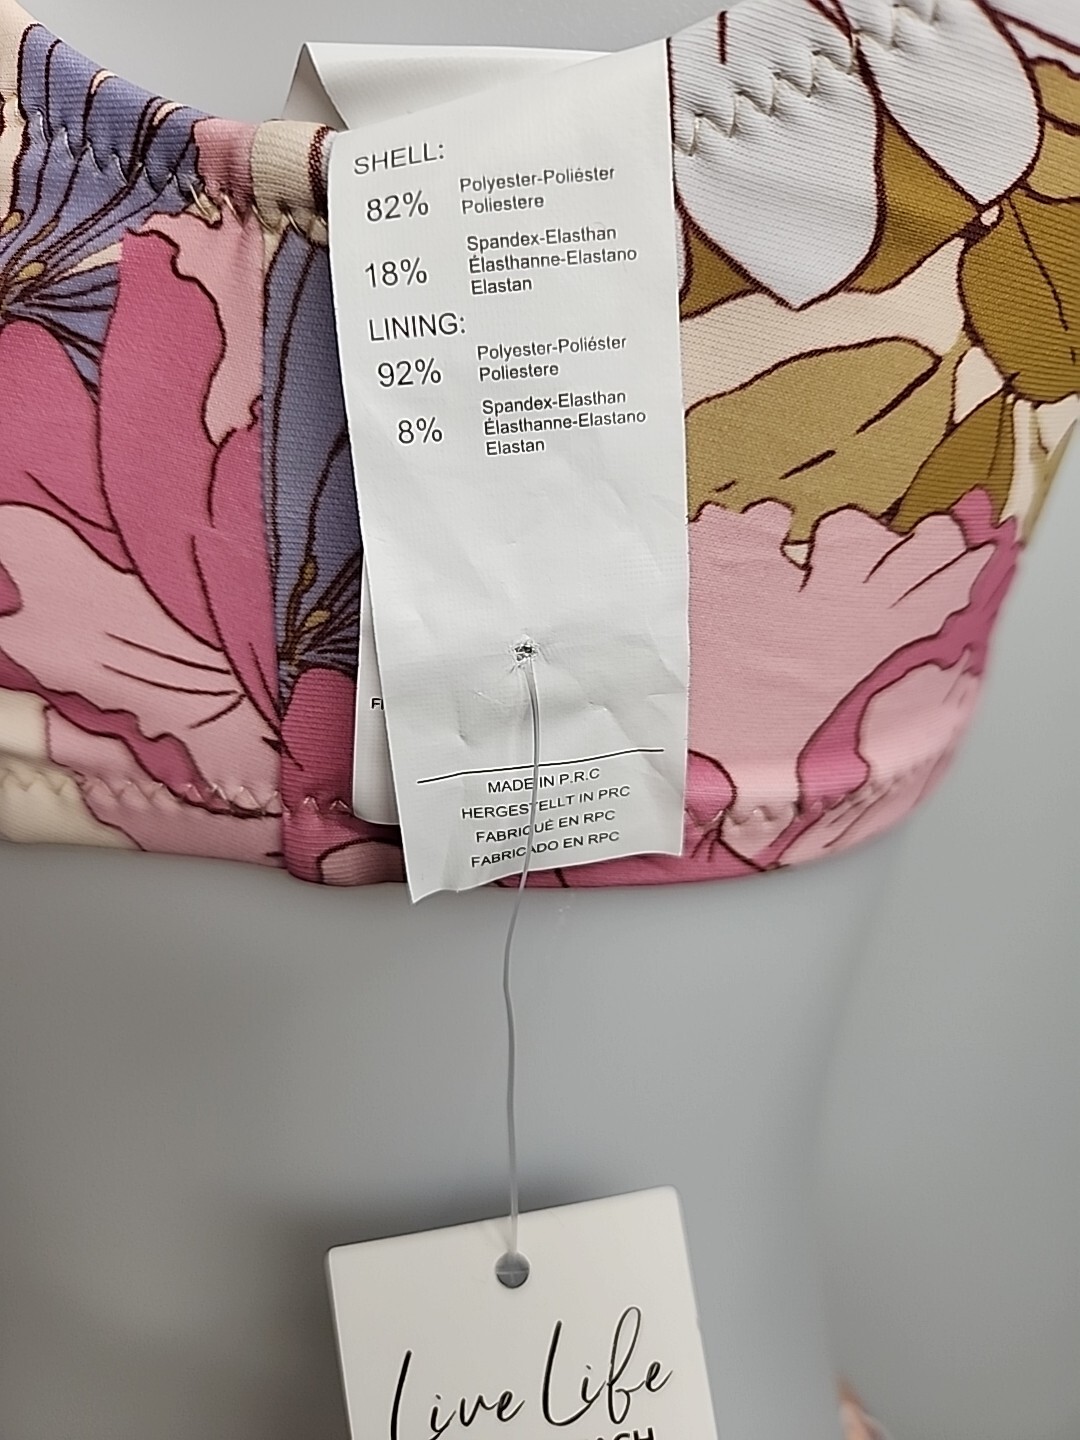 SHELL:
82% Polyester-Poliéster
Poliestere
18% Spandex-Elasthan
Élasthanne-Elastano
Elastan
LINING:
92% Polyester-Poliéster
Poliestere
8% Spandex-Elasthan
Élasthanne-Elastano
Elastan
MADE IN P.R.C
HERGESTELLT IN PRC
FABRIQUÉ EN RPC
FABRICADO EN RPC
Live Life